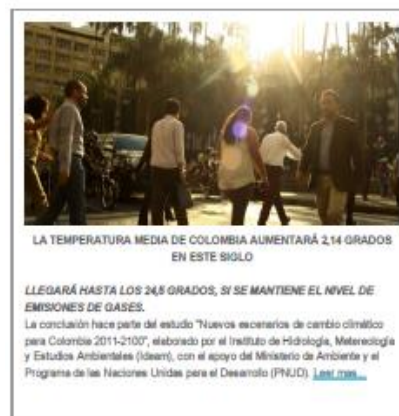 LA TEMPERATURA MEDIA DE COLOMBIA AUMENTARÁ 2,14 GRADOS
EN ESTE SIGLO
LLEGARÁ HASTA LOS 24,5 GRADOS, SI SE MANTIENE EL NIVEL DE
EMISIONES DE GASES.
La conclusión hace parte del estudio "Nuevos escenarios de cambio climático
para Colombia 2011-2100", elaborado por el Instituto de Hidrología, Metereología
y Estudios Ambientales (Ideam), con el apoyo del Ministerio de Ambiente y el
Programa de las Naciones Unidas para el Desarrollo (PNUD). Leer mas...